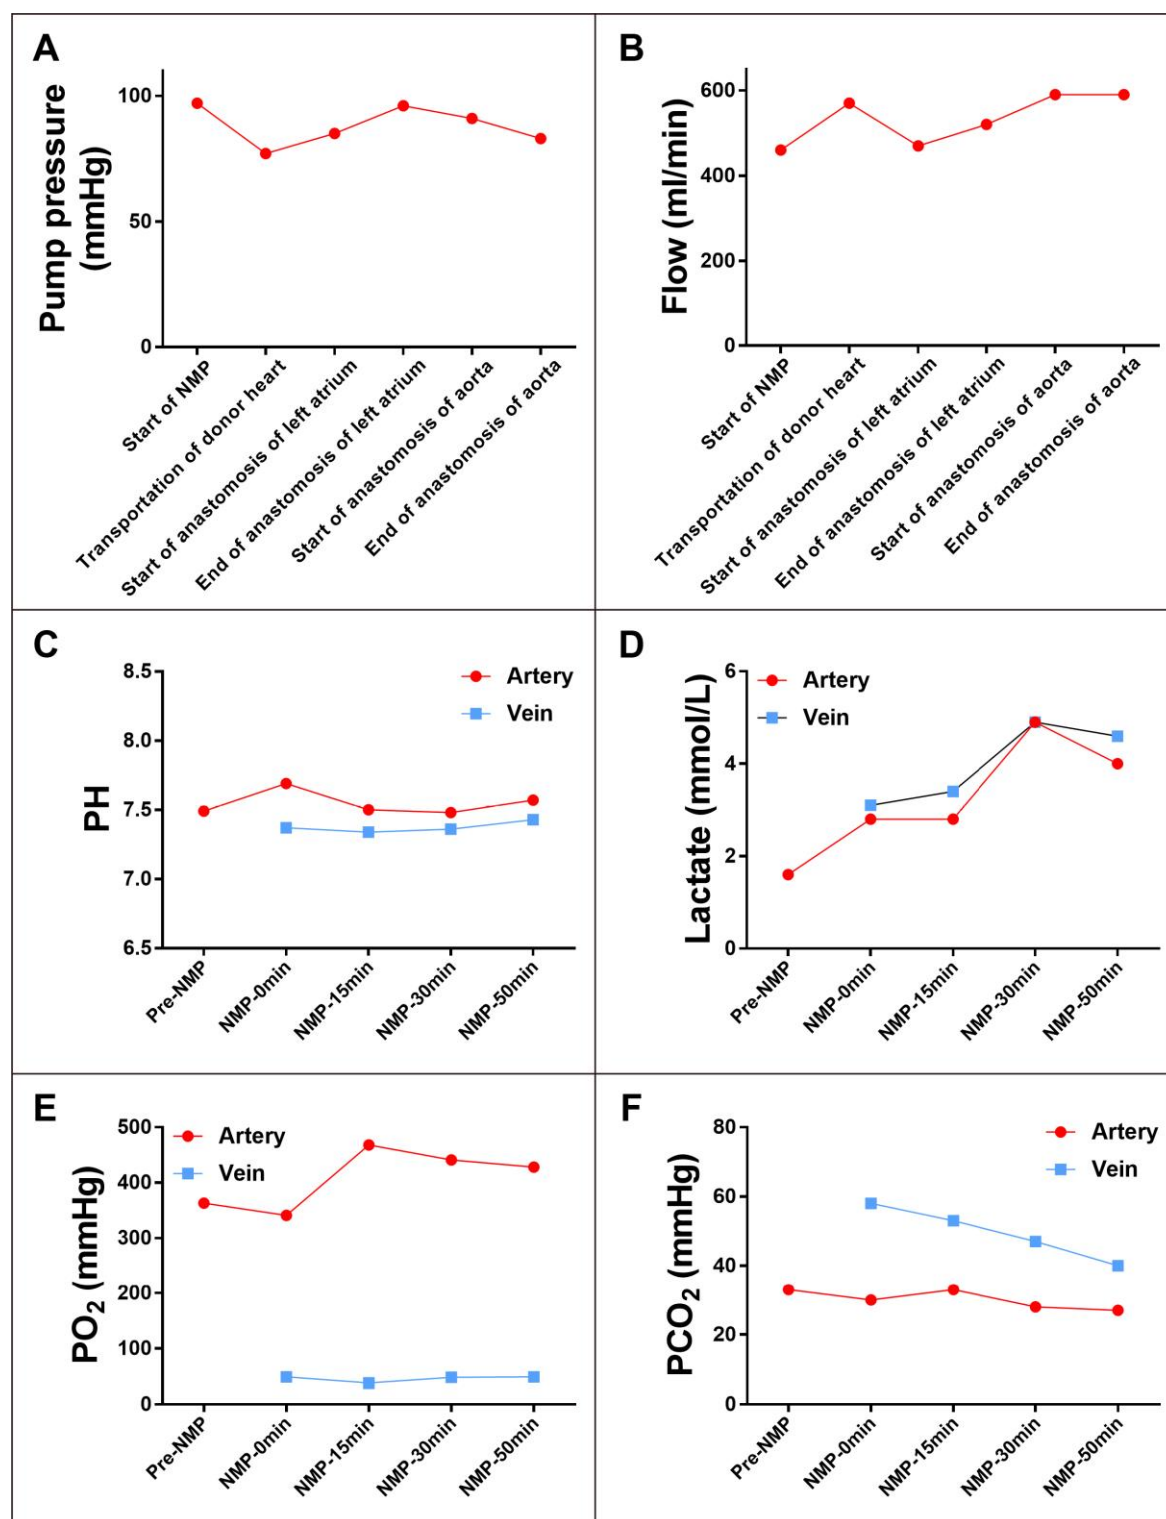 A
Pump pressure
(mmHg)
100
50
0
Start of NMP
Transportation of donor heart
Start of anastomosis of left atrium
End of anastomosis of left atrium
Start of anastomosis of aorta
End of anastomosis of aorta
B
Flow (ml/min)
600
400
200
0
Start of NMP
Transportation of donor heart
Start of anastomosis of left atrium
End of anastomosis of left atrium
Start of anastomosis of aorta
End of anastomosis of aorta
C
PH
8.5
8.0
7.5
7.0
6.5
Artery
Vein
Pre-NMP
NMP-0min
NMP-15min
NMP-30min
NMP-50min
D
Lactate (mmol/L)
6
4
2
0
Artery
Vein
Pre-NMP
NMP-0min
NMP-15min
NMP-30min
NMP-50min
E
PO₂ (mmHg)
500
400
300
200
100
0
Artery
Vein
Pre-NMP
NMP-0min
NMP-15min
NMP-30min
NMP-50min
F
PCO₂ (mmHg)
80
60
40
20
0
Artery
Vein
Pre-NMP
NMP-0min
NMP-15min
NMP-30min
NMP-50min